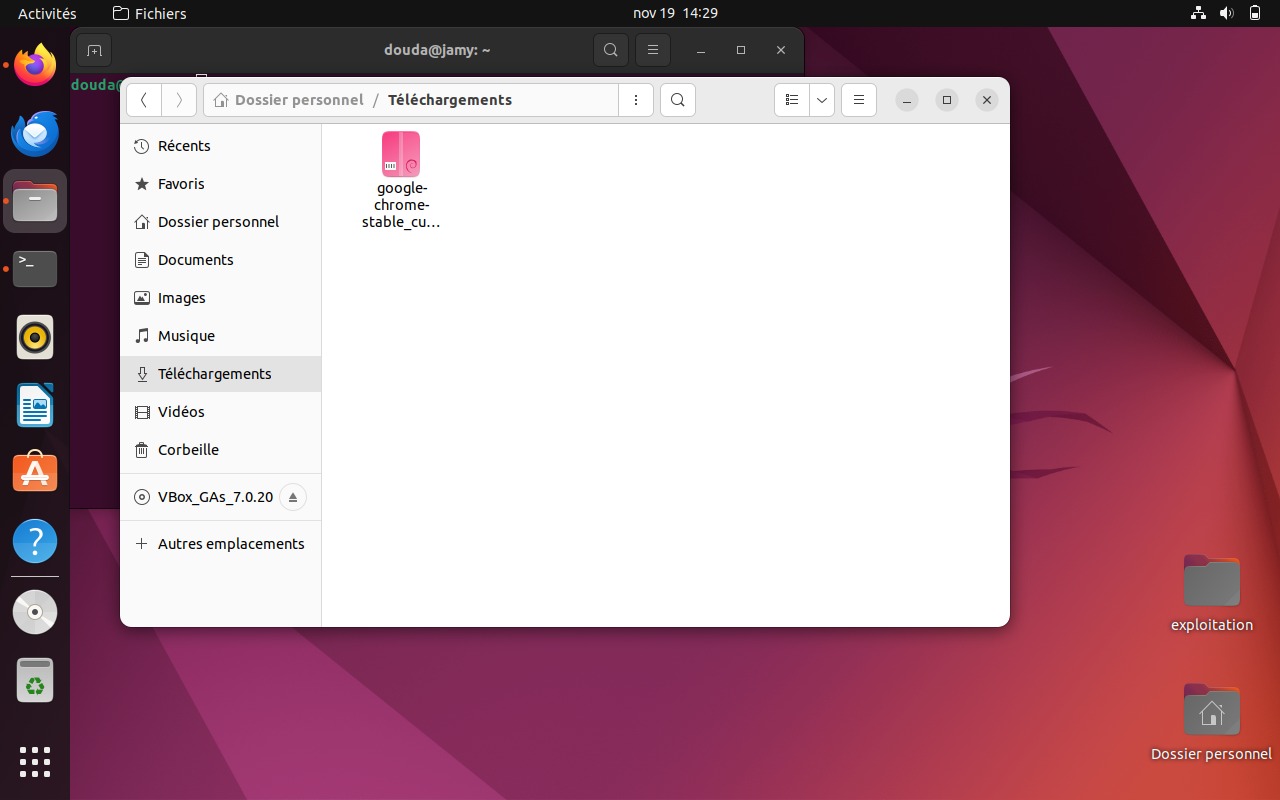 Activités
Fichiers
nov 19 14:29
douda@jamy: ~
douda@
Dossier personnel / Téléchargements
Récents
Favoris
Dossier personnel
Documents
Images
Musique
Téléchargements
Vidéos
Corbeille
VBox_GAs_7.0.20
Autres emplacements
google-
chrome-
stable_cu…
exploitation
Dossier personnel